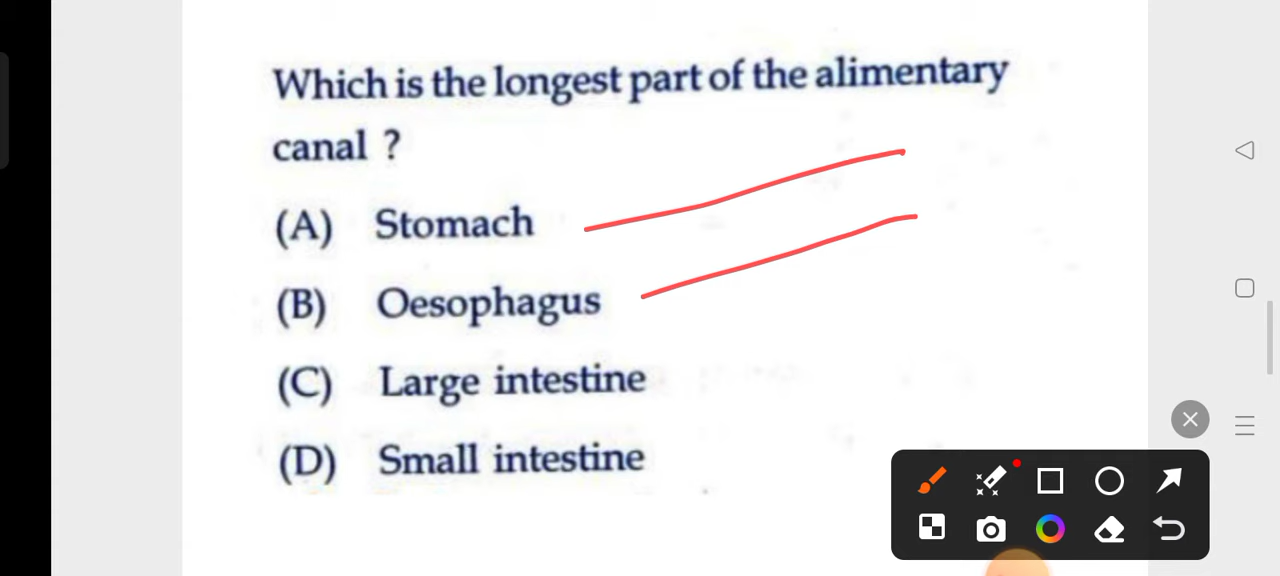 Which is the longest part of the alimentary
canal ?
(A) Stomach
(B) Oesophagus
(C) Large intestine
(D) Small intestine